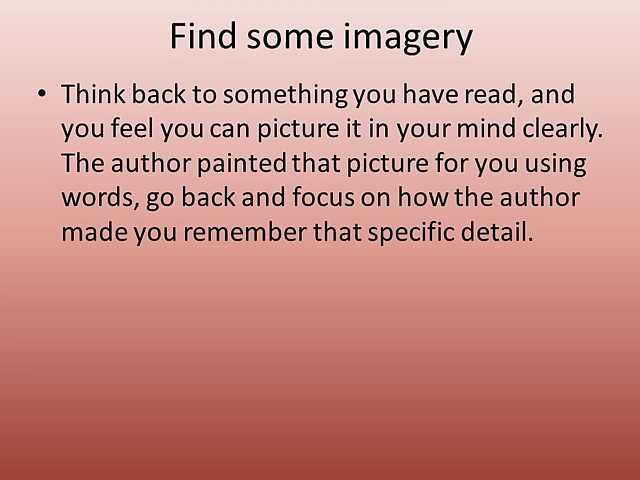 Find some imagery
• Think back to something you have read, and
you feel you can picture it in your mind clearly.
The author painted that picture for you using
words, go back and focus on how the author
made you remember that specific detail.